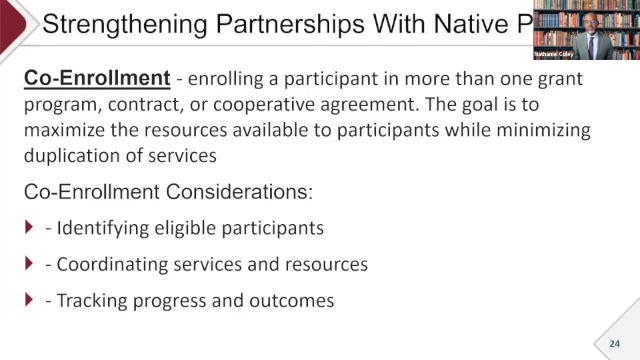 Strengthening Partnerships With Native P
Nathaniel Coley
Co-Enrollment - enrolling a participant in more than one grant
program, contract, or cooperative agreement. The goal is to
maximize the resources available to participants while minimizing
duplication of services
Co-Enrollment Considerations:
- Identifying eligible participants
- Coordinating services and resources
- Tracking progress and outcomes
24